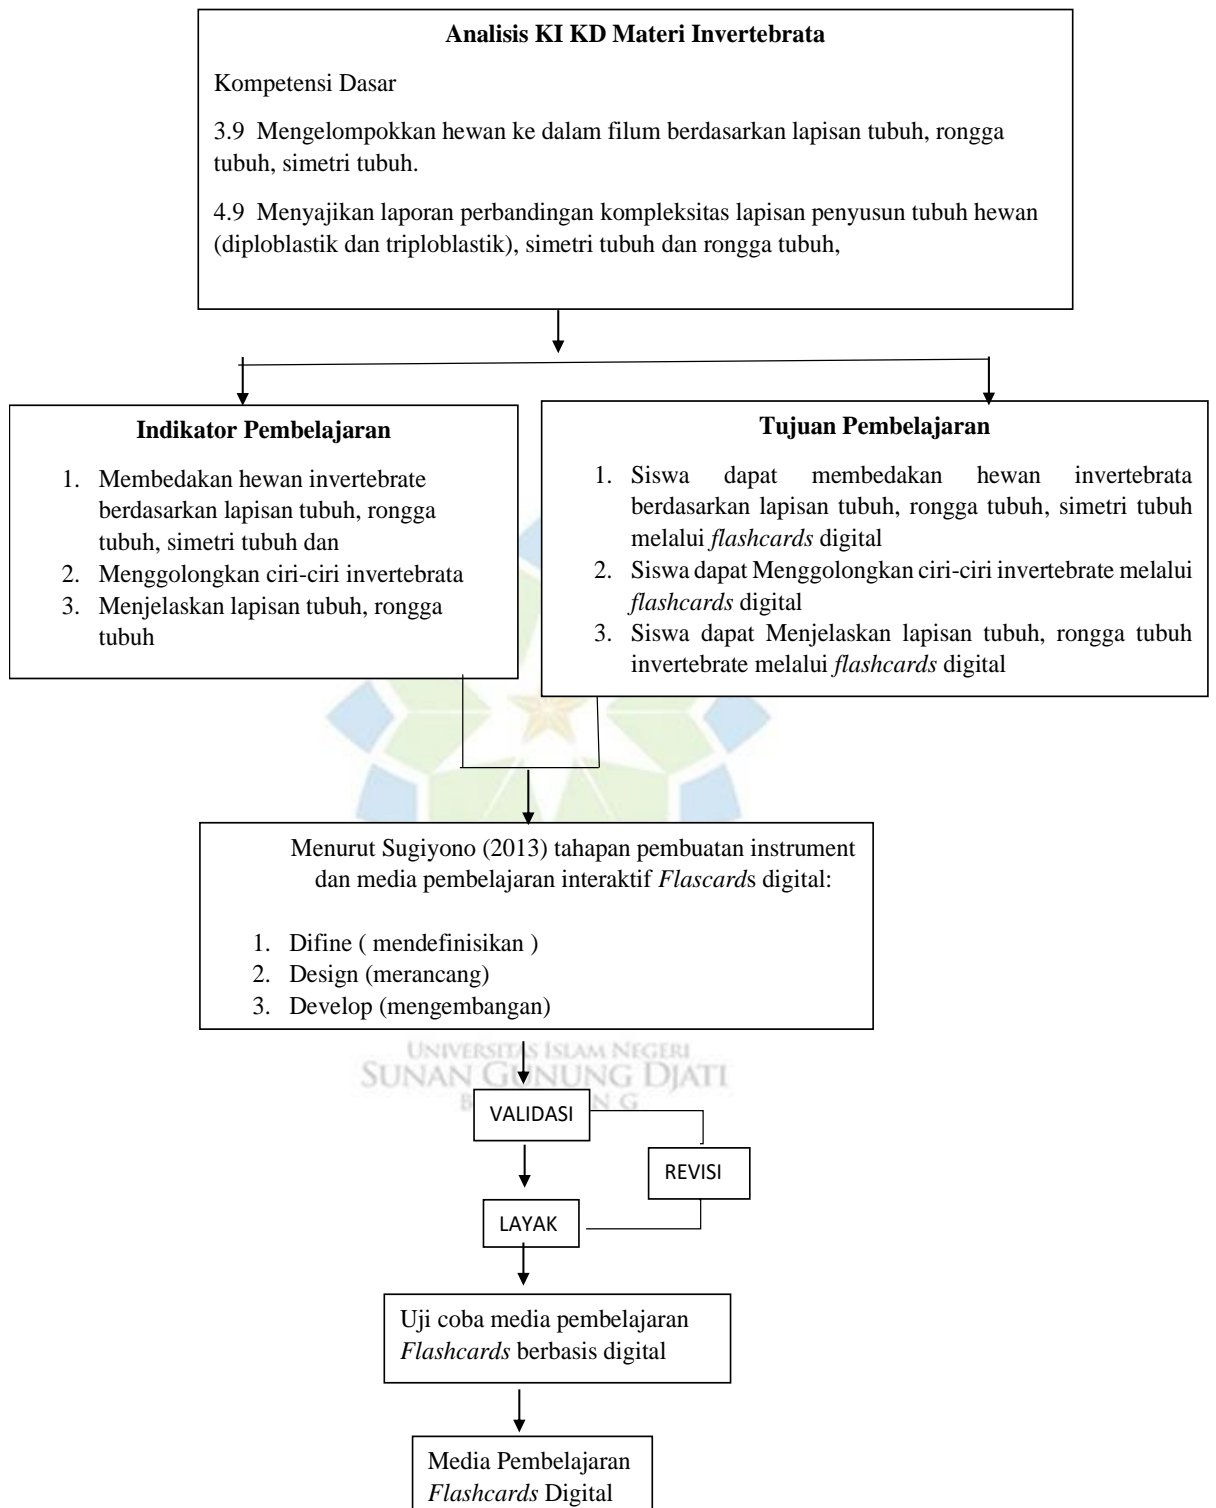 Analisis KI KD Materi Invertebrata
Kompetensi Dasar
3.9 Mengelompokkan hewan ke dalam filum berdasarkan lapisan tubuh, rongga
tubuh, simetri tubuh.
4.9 Menyajikan laporan perbandingan kompleksitas lapisan penyusun tubuh hewan
(diploblastik dan triploblastik), simetri tubuh dan rongga tubuh,
Indikator Pembelajaran
1. Membedakan hewan invertebrate
berdasarkan lapisan tubuh, rongga
tubuh, simetri tubuh dan
2. Menggolongkan ciri-ciri invertebrata
3. Menjelaskan lapisan tubuh, rongga
tubuh
Tujuan Pembelajaran
1. Siswa dapat membedakan hewan invertebrata
berdasarkan lapisan tubuh, rongga tubuh, simetri tubuh
melalui flashcards digital
2. Siswa dapat Menggolongkan ciri-ciri invertebrate melalui
flashcards digital
3. Siswa dapat Menjelaskan lapisan tubuh, rongga tubuh
invertebrate melalui flashcards digital
Menurut Sugiyono (2013) tahapan pembuatan instrument
dan media pembelajaran interaktif Flascards digital:
1. Difine ( mendefinisikan )
2. Design (merancang)
3. Develop (mengembangan)
UNIVERSITAS ISLAM NEGERI
SUNAN GUNUNG DJATI
VALIDASI
REVISI
LAYAK
Uji coba media pembelajaran
Flashcards berbasis digital
Media Pembelajaran
Flashcards Digital